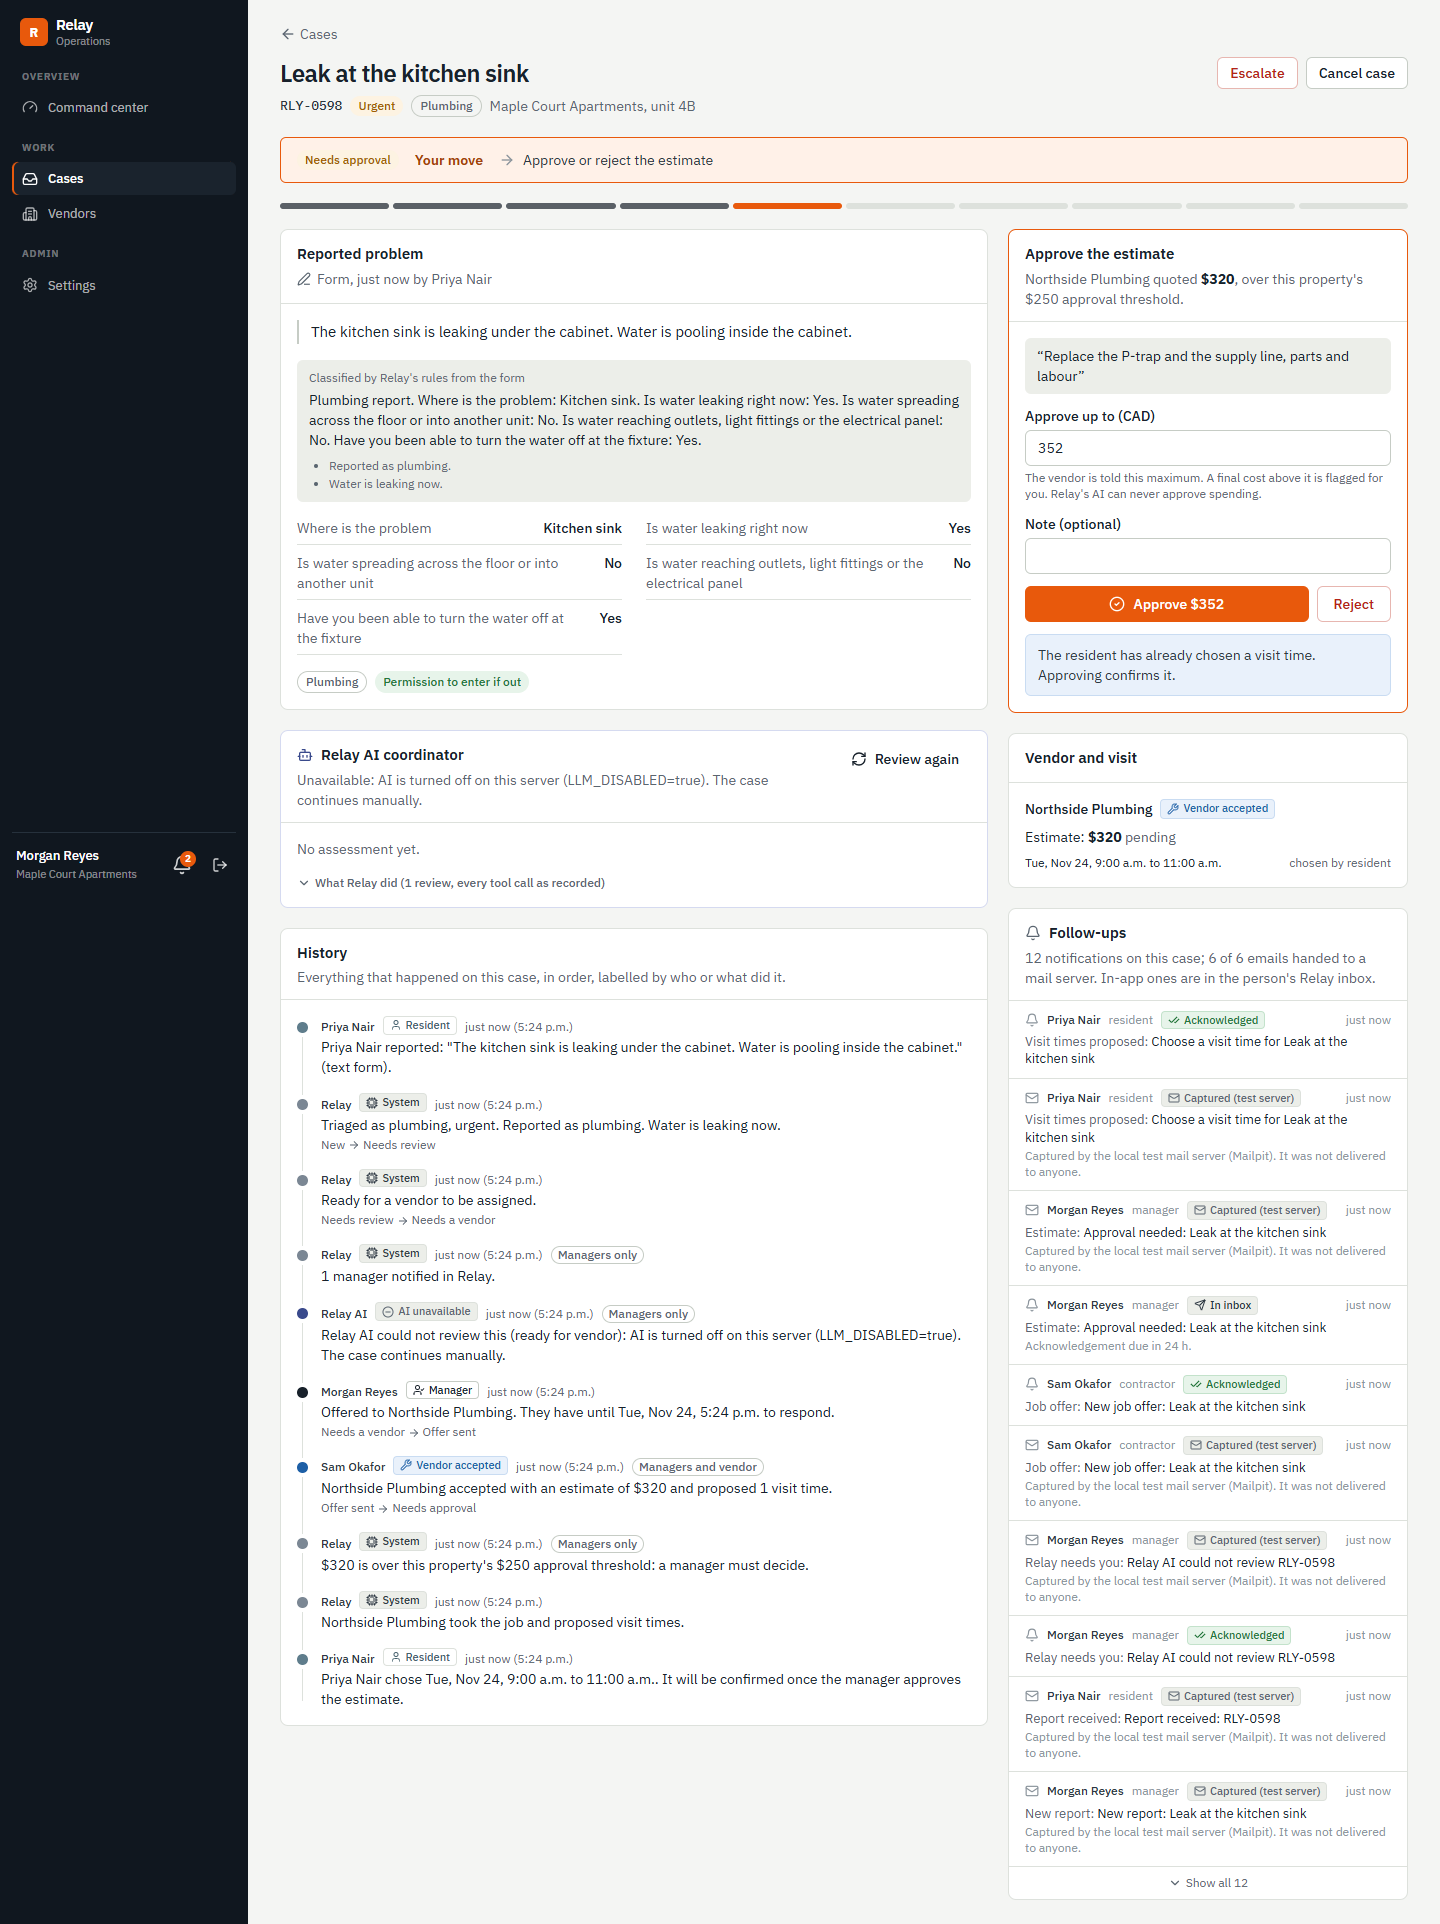 R
Relay
Operations
OVERVIEW
Command center
WORK
Cases
Vendors
ADMIN
Settings
Morgan Reyes
Maple Court Apartments
2
Cases
Leak at the kitchen sink
Escalate
Cancel case
RLY-0598 Urgent Plumbing Maple Court Apartments, unit 4B
Needs approval Your move Approve or reject the estimate
Reported problem
Form, just now by Priya Nair
The kitchen sink is leaking under the cabinet. Water is pooling inside the cabinet.
Classified by Relay's rules from the form
Plumbing report. Where is the problem: Kitchen sink. Is water leaking right now: Yes. Is water spreading
across the floor or into another unit: No. Is water reaching outlets, light fittings or the electrical panel:
No. Have you been able to turn the water off at the fixture: Yes.
• Reported as plumbing.
• Water is leaking now.
Where is the problem Kitchen sink
Is water leaking right now Yes
Is water spreading across the floor or into No
another unit
Is water reaching outlets, light fittings or the No
electrical panel
Have you been able to turn the water off at Yes
the fixture
Plumbing Permission to enter if out
Relay AI coordinator
Review again
Unavailable: AI is turned off on this server (LLM_DISABLED=true). The case
continues manually.
No assessment yet.
What Relay did (1 review, every tool call as recorded)
History
Everything that happened on this case, in order, labelled by who or what did it.
Priya Nair Resident just now (5:24 p.m.)
Priya Nair reported: "The kitchen sink is leaking under the cabinet. Water is pooling inside the cabinet."
(text form).
Relay System just now (5:24 p.m.)
Triaged as plumbing, urgent. Reported as plumbing. Water is leaking now.
New → Needs review
Relay System just now (5:24 p.m.)
Ready for a vendor to be assigned.
Needs review → Needs a vendor
Relay System just now (5:24 p.m.) Managers only
1 manager notified in Relay.
Relay AI AI unavailable just now (5:24 p.m.) Managers only
Relay AI could not review this (ready for vendor): AI is turned off on this server (LLM_DISABLED=true).
The case continues manually.
Morgan Reyes Manager just now (5:24 p.m.)
Offered to Northside Plumbing. They have until Tue, Nov 24, 5:24 p.m. to respond.
Needs a vendor → Offer sent
Sam Okafor Vendor accepted just now (5:24 p.m.) Managers and vendor
Northside Plumbing accepted with an estimate of $320 and proposed 1 visit time.
Offer sent → Needs approval
Relay System just now (5:24 p.m.) Managers only
$320 is over this property's $250 approval threshold: a manager must decide.
Relay System just now (5:24 p.m.)
Northside Plumbing took the job and proposed visit times.
Priya Nair Resident just now (5:24 p.m.)
Priya Nair chose Tue, Nov 24, 9:00 a.m. to 11:00 a.m.. It will be confirmed once the manager approves
the estimate.
Approve the estimate
Northside Plumbing quoted $320, over this property's
$250 approval threshold.
“Replace the P-trap and the supply line, parts and
labour”
Approve up to (CAD)
352
The vendor is told this maximum. A final cost above it is flagged for
you. Relay's AI can never approve spending.
Note (optional)
Approve $352
Reject
The resident has already chosen a visit time.
Approving confirms it.
Vendor and visit
Northside Plumbing Vendor accepted
Estimate: $320 pending
Tue, Nov 24, 9:00 a.m. to 11:00 a.m. chosen by resident
Follow-ups
12 notifications on this case; 6 of 6 emails handed to a
mail server. In-app ones are in the person's Relay inbox.
Priya Nair resident Acknowledged just now
Visit times proposed: Choose a visit time for Leak at the
kitchen sink
Priya Nair resident Captured (test server) just now
Visit times proposed: Choose a visit time for Leak at the
kitchen sink
Captured by the local test mail server (Mailpit). It was not delivered
to anyone.
Morgan Reyes manager Captured (test server) just now
Estimate: Approval needed: Leak at the kitchen sink
Captured by the local test mail server (Mailpit). It was not delivered
to anyone.
Morgan Reyes manager In inbox just now
Estimate: Approval needed: Leak at the kitchen sink
Acknowledgement due in 24 h.
Sam Okafor contractor Acknowledged just now
Job offer: New job offer: Leak at the kitchen sink
Sam Okafor contractor Captured (test server) just now
Job offer: New job offer: Leak at the kitchen sink
Captured by the local test mail server (Mailpit). It was not delivered
to anyone.
Morgan Reyes manager Captured (test server) just now
Relay needs you: Relay AI could not review RLY-0598
Captured by the local test mail server (Mailpit). It was not delivered
to anyone.
Morgan Reyes manager Acknowledged just now
Relay needs you: Relay AI could not review RLY-0598
Priya Nair resident Captured (test server) just now
Report received: Report received: RLY-0598
Captured by the local test mail server (Mailpit). It was not delivered
to anyone.
Morgan Reyes manager Captured (test server) just now
New report: New report: Leak at the kitchen sink
Captured by the local test mail server (Mailpit). It was not delivered
to anyone.
Show all 12